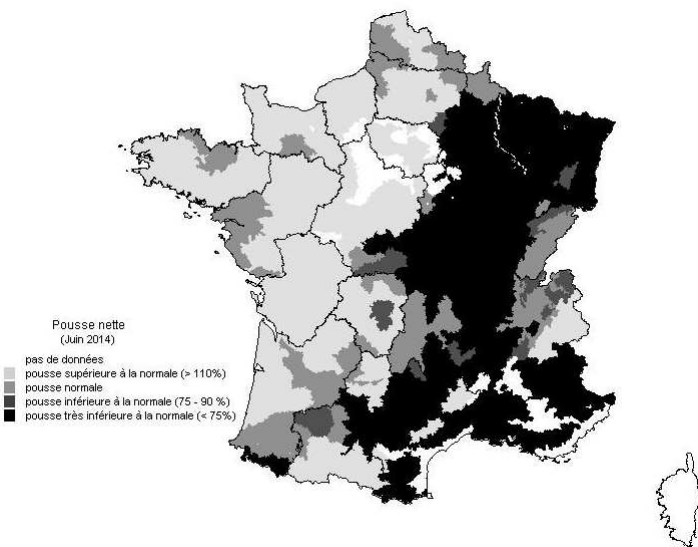 Pousse nette
(Juin 2014)
pas de données
pousse supérieure à la normale (> 110%)
pousse normale
pousse inférieure à la normale (75 - 90 %)
pousse très inférieure à la normale (< 75%)